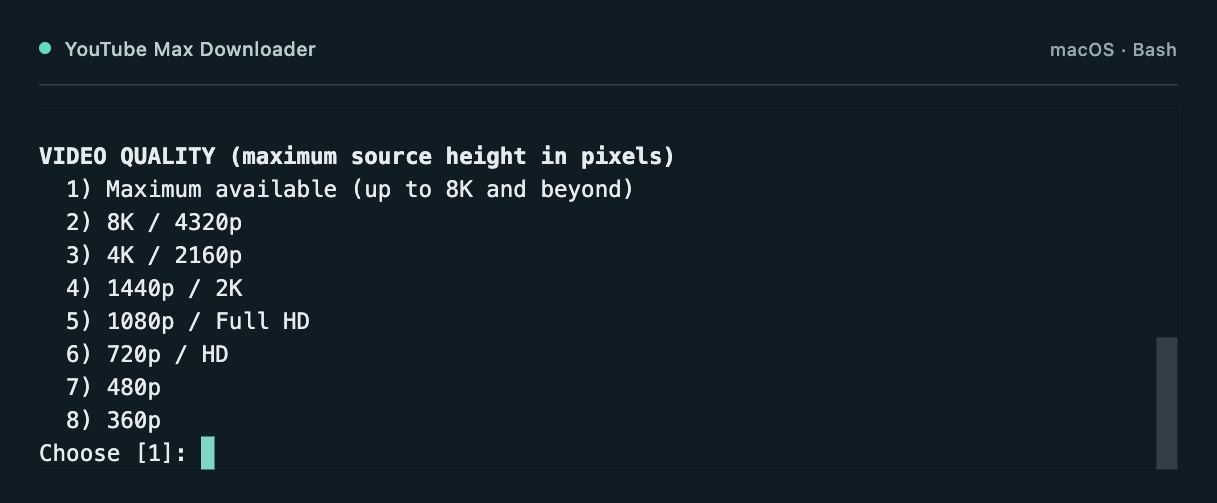 YouTube Max Downloader
macOS · Bash
VIDEO QUALITY (maximum source height in pixels)
1) Maximum available (up to 8K and beyond)
2) 8K / 4320p
3) 4K / 2160p
4) 1440p / 2K
5) 1080p / Full HD
6) 720p / HD
7) 480p
8) 360p
Choose [1]: